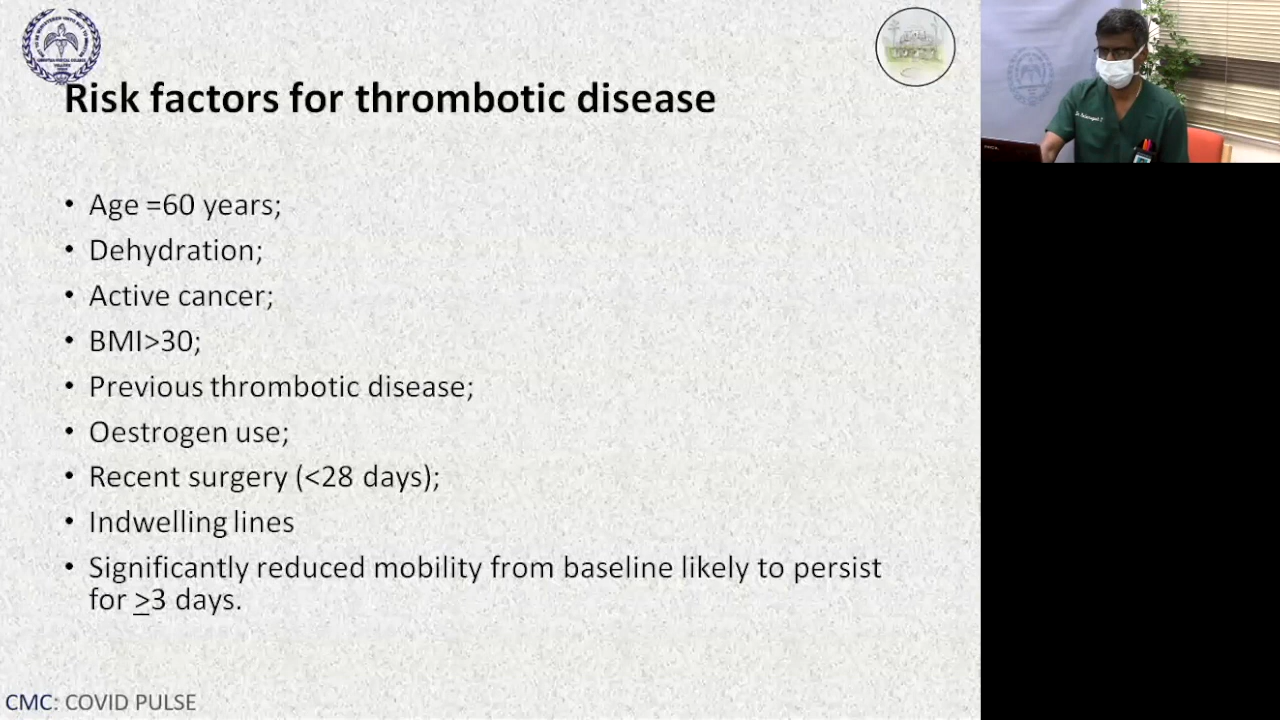 Risk factors for thrombotic disease
• Age =60 years;
• Dehydration;
• Active cancer;
• BMI>30;
• Previous thrombotic disease;
• Oestrogen use;
• Recent surgery (<28 days);
• Indwelling lines
• Significantly reduced mobility from baseline likely to persist
for >3 days.
CMC: COVID PULSE